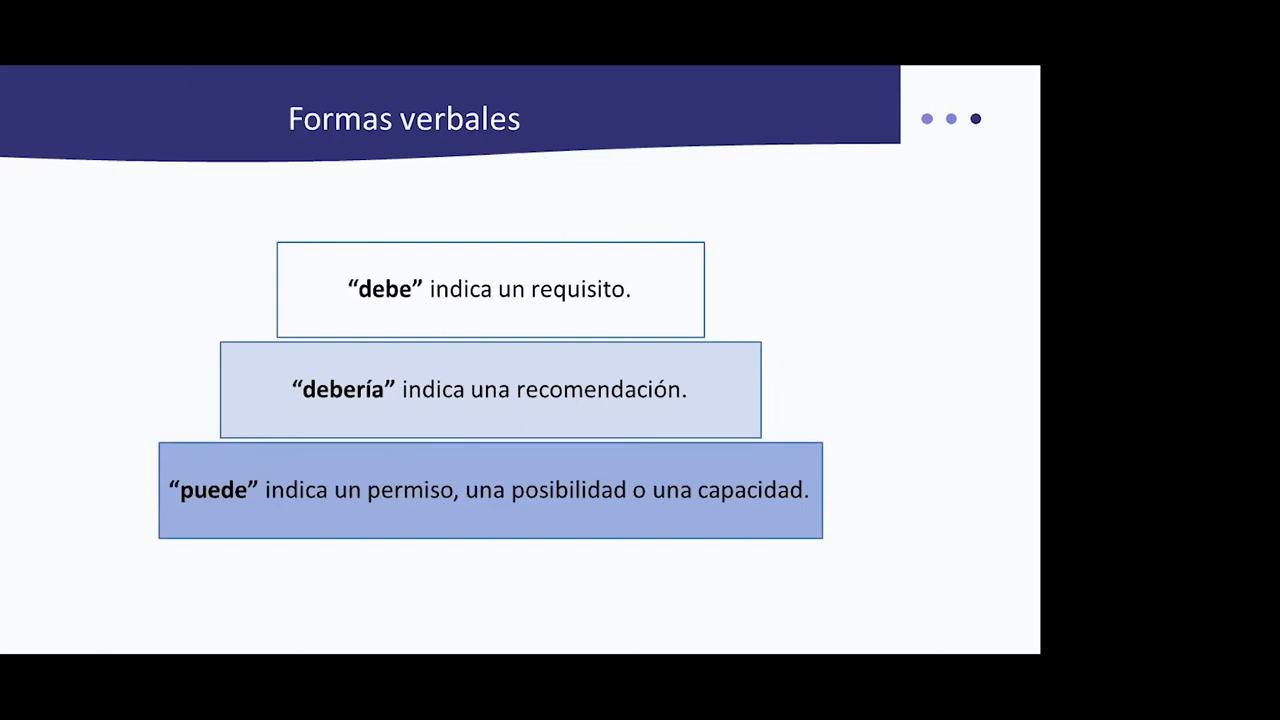 Formas verbales
“debe” indica un requisito.
“debería” indica una recomendación.
“puede” indica un permiso, una posibilidad o una capacidad.